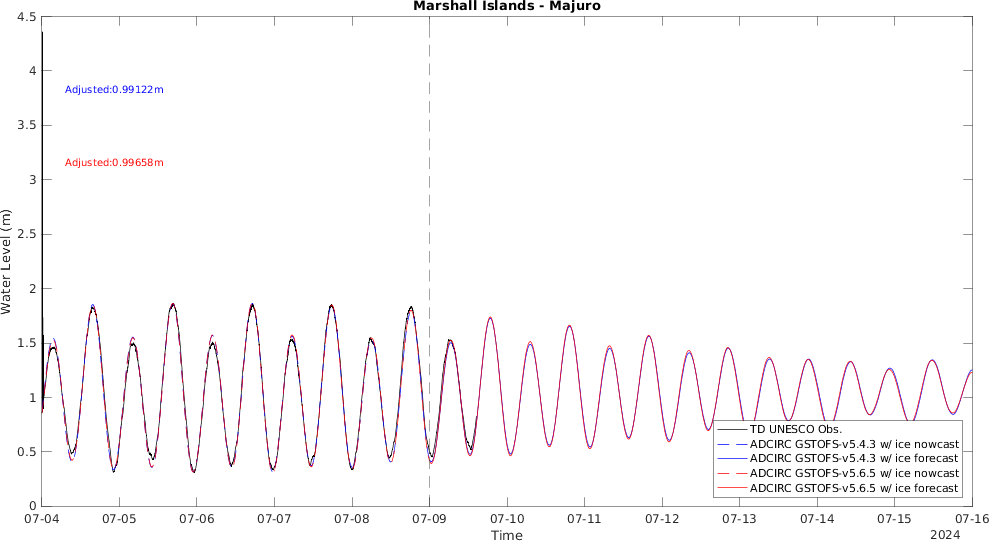 Marshall Islands - Majuro
4.5
4
3.5
3
2.5
2
1.5
1
0.5
0
Water Level (m)
Adjusted:0.99122m
Adjusted:0.99658m
TD UNESCO Obs.
ADCIRC GSTOFS-v5.4.3 w/ ice nowcast
ADCIRC GSTOFS-v5.4.3 w/ ice forecast
ADCIRC GSTOFS-v5.6.5 w/ ice nowcast
ADCIRC GSTOFS-v5.6.5 w/ ice forecast
07-04 07-05 07-06 07-07 07-08 07-09 07-10 07-11 07-12 07-13 07-14 07-15 07-16
Time
2024